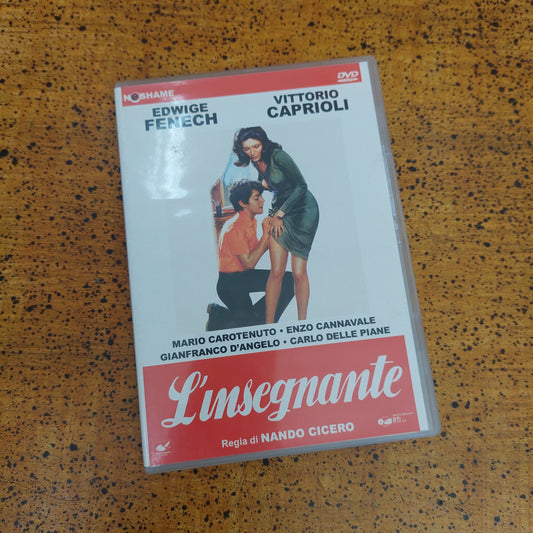 NOSHAME
DVD
EDWIGE VITTORIO
FENECH CAPRIOLI
MARIO CAROTENUTO • ENZO CANNAVALE
GIANFRANCO D'ANGELO • CARLO DELLE PIANE
L'insegnante
Regia di NANDO CICERO
RTI